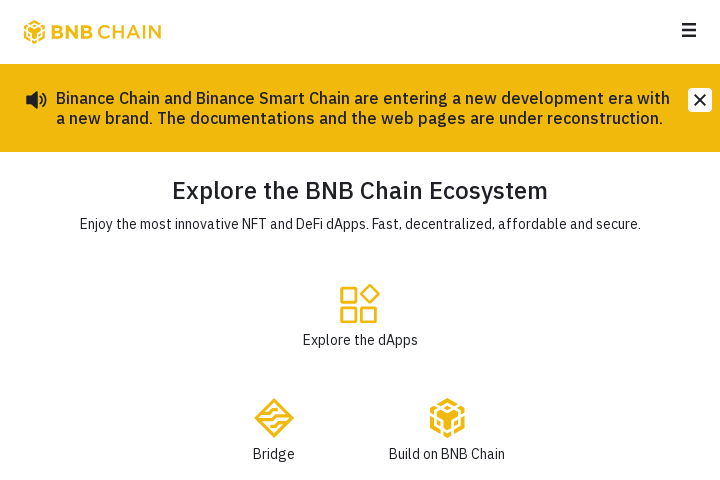 BNB CHAIN
Binance Chain and Binance Smart Chain are entering a new development era with
a new brand. The documentations and the web pages are under reconstruction.
Explore the BNB Chain Ecosystem
Enjoy the most innovative NFT and DeFi dApps. Fast, decentralized, affordable and secure.
Explore the dApps
Bridge
Build on BNB Chain